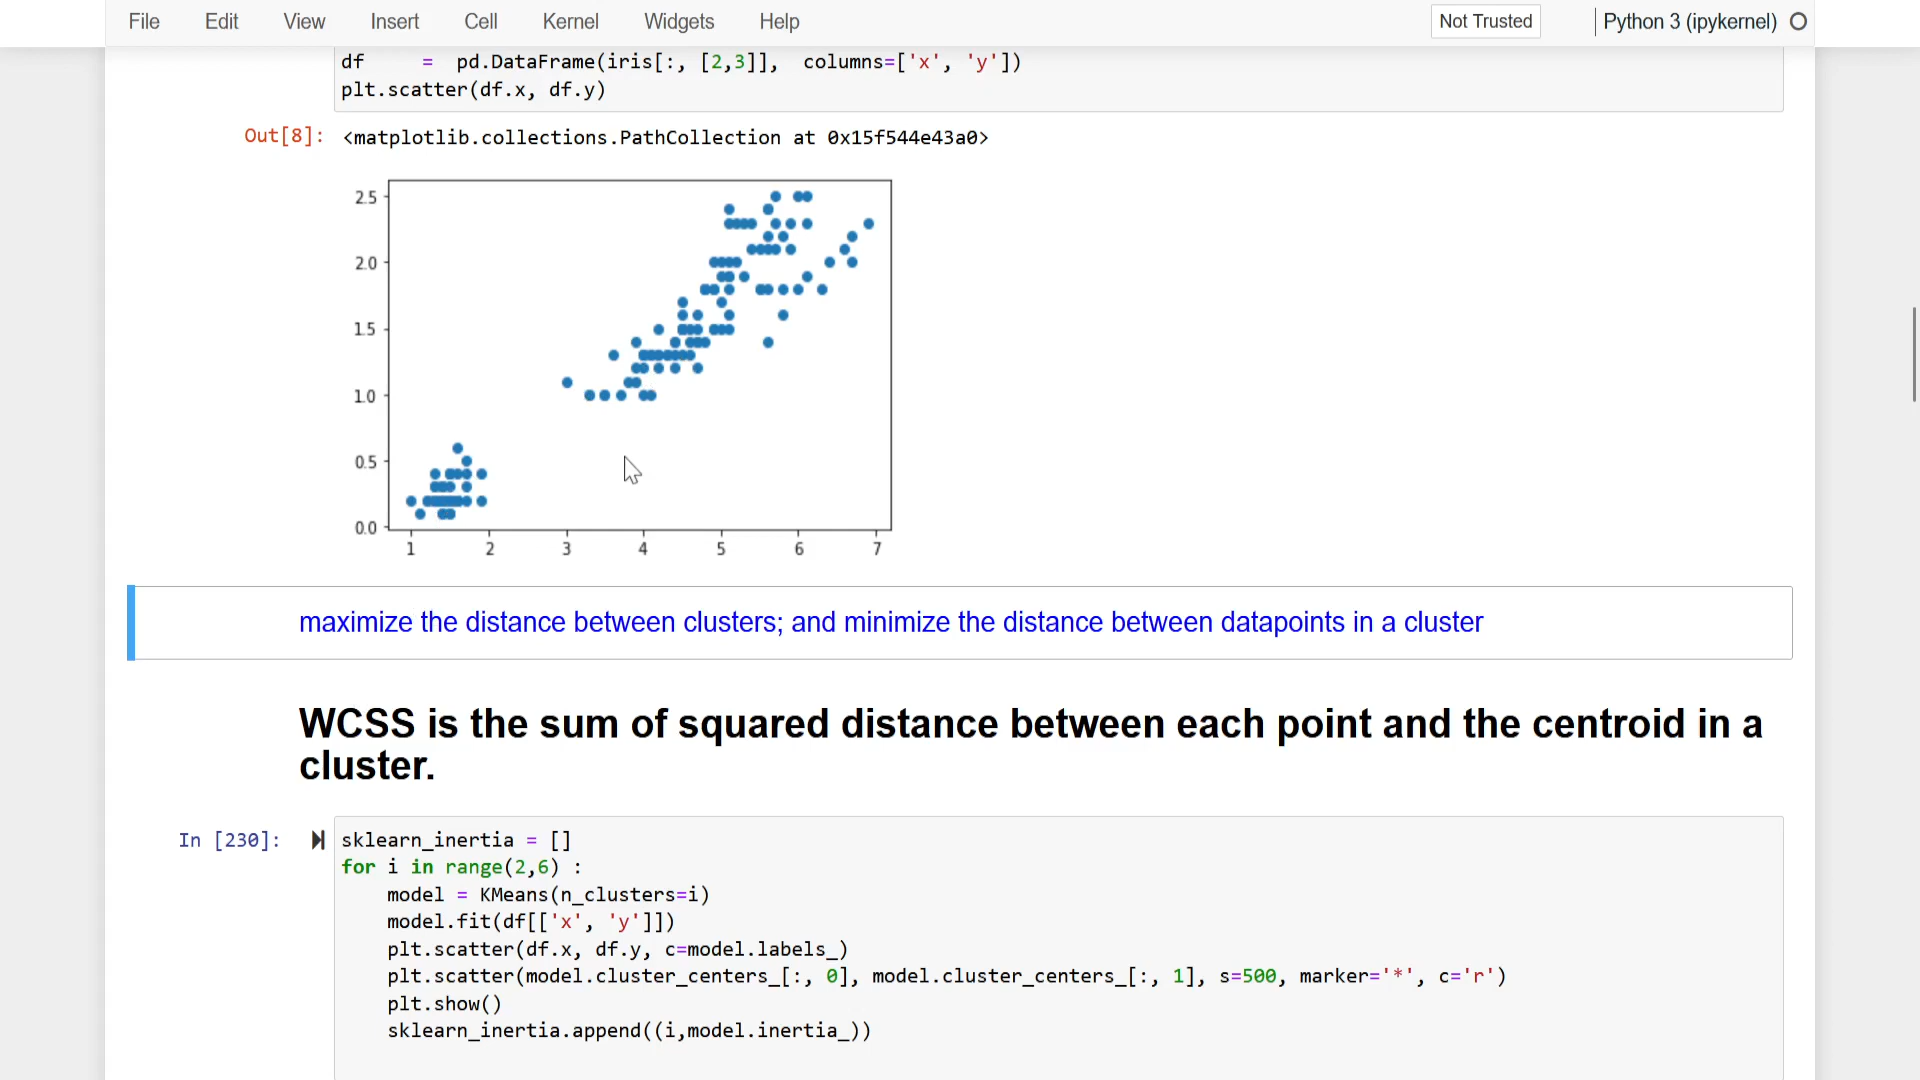 File Edit View Insert Cell Kernel Widgets Help Not Trusted Python 3 (ipykernel)
df     =  pd.DataFrame(iris[:, [2,3]],  columns=['x', 'y'])
plt.scatter(df.x, df.y)
Out[8]: <matplotlib.collections.PathCollection at 0x15f544e43a0>
2.5
2.0
1.5
1.0
0.5
0.0
1 2 3 4 5 6 7
maximize the distance between clusters; and minimize the distance between datapoints in a cluster
WCSS is the sum of squared distance between each point and the centroid in a
cluster.
In [230]: sklearn_inertia = []
for i in range(2,6) :
    model = KMeans(n_clusters=i)
    model.fit(df[['x', 'y']])
    plt.scatter(df.x, df.y, c=model.labels_)
    plt.scatter(model.cluster_centers_[:, 0], model.cluster_centers_[:, 1], s=500, marker='*', c='r')
    plt.show()
    sklearn_inertia.append((i,model.inertia_))